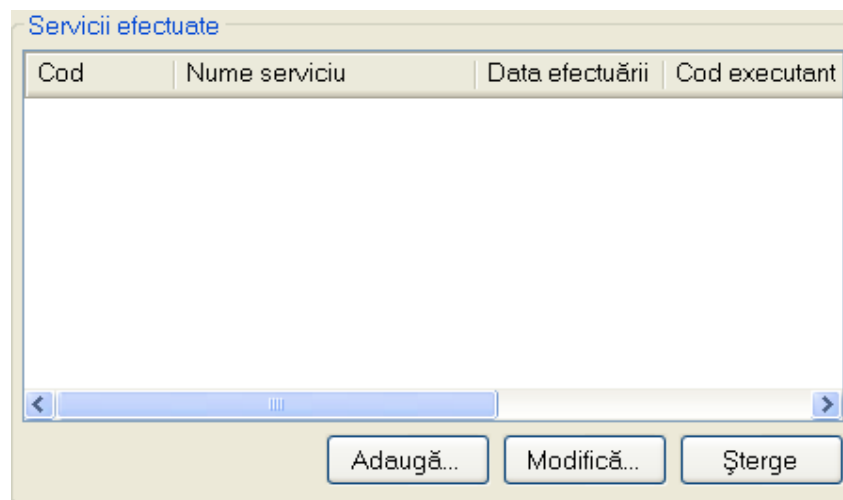 Servicii efectuate
Cod Nume serviciu Data efectuării Cod executant
Adaugă... Modifică... Şterge